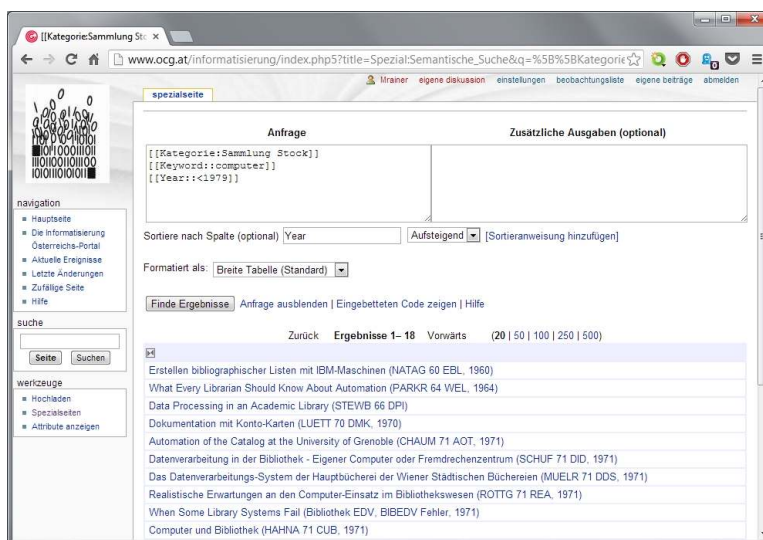 [[Kategorie:Sammlung Stc ×
www.ocg.at/informatisierung/index.php5?title=Spezial:Semantische_Suche&q=%5B%5BKategorie
Mrainer eigene diskussion einstellungen beobachtungsliste eigene beiträge abmelden
spezialseite
Anfrage Zusätzliche Ausgaben (optional)
[[Kategorie:Sammlung Stock]]
[[Keyword::computer]]
[[Year::<1979]]
Sortiere nach Spalte (optional) Year Aufsteigend [Sortieranweisung hinzufügen]
Formatiert als: Breite Tabelle (Standard)
Finde Ergebnisse Anfrage ausblenden | Eingebetteten Code zeigen | Hilfe
Zurück Ergebnisse 1– 18 Vorwärts (20 | 50 | 100 | 250 | 500)
Erstellen bibliographischer Listen mit IBM-Maschinen (NATAG 60 EBL, 1960)
What Every Librarian Should Know About Automation (PARKR 64 WEL, 1964)
Data Processing in an Academic Library (STEWB 66 DPI)
Dokumentation mit Konto-Karten (LUETT 70 DMK, 1970)
Automation of the Catalog at the University of Grenoble (CHAUM 71 AOT, 1971)
Datenverarbeitung in der Bibliothek - Eigener Computer oder Fremdrechenzentrum (SCHUF 71 DID, 1971)
Das Datenverarbeitungs-System der Hauptbücherei der Wiener Städtischen Büchereien (MUELR 71 DDS, 1971)
Realistische Erwartungen an den Computer-Einsatz im Bibliothekswesen (ROTTG 71 REA, 1971)
When Some Library Systems Fail (Bibliothek EDV, BIBEDV Fehler, 1971)
Computer und Bibliothek (HAHNA 71 CUB, 1971)
navigation
Hauptseite
Die Informatisierung
Österreichs-Portal
Aktuelle Ereignisse
Letzte Änderungen
Zufällige Seite
Hilfe
suche
Seite Suchen
werkzeuge
Hochladen
Spezialseiten
Attribute anzeigen